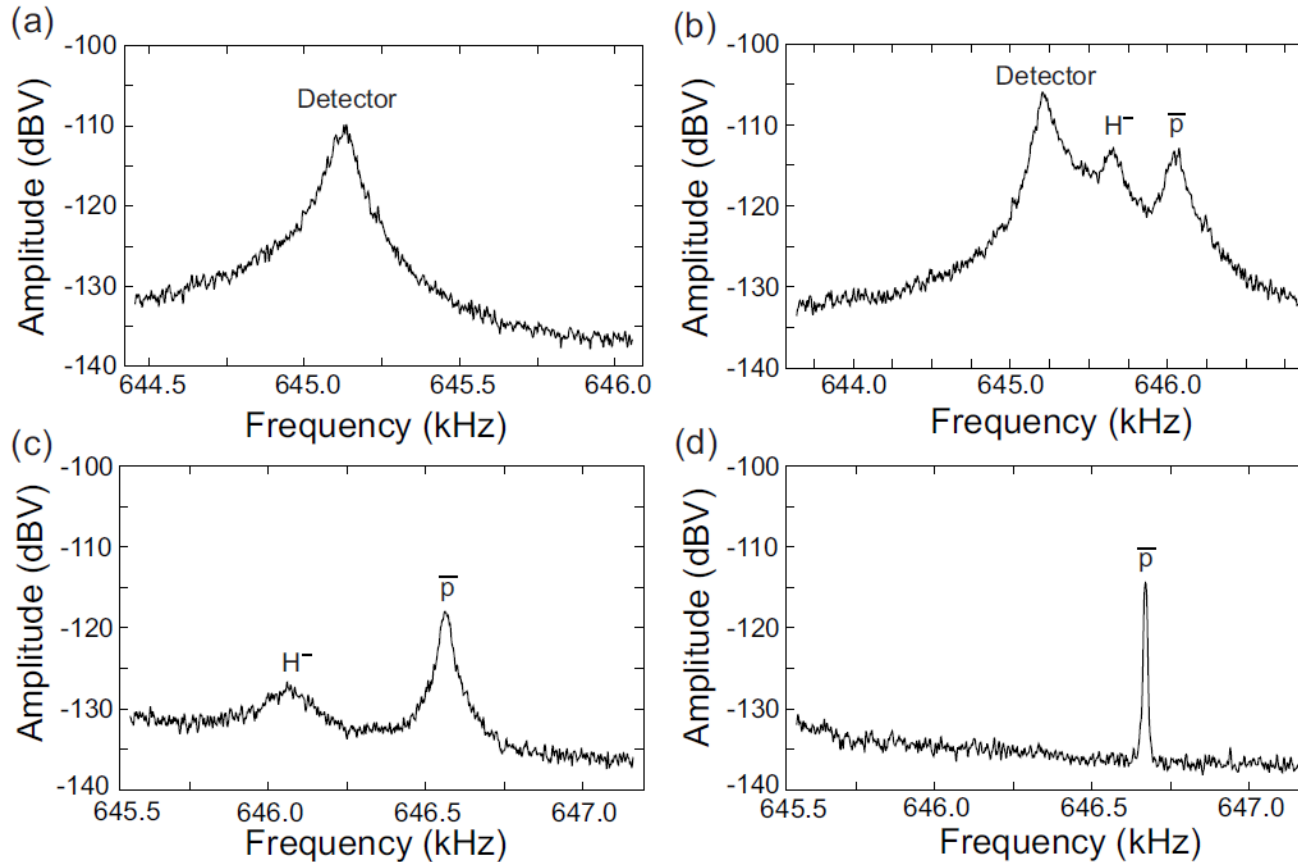 (a)
-100
-110
-120
-130
-140
Amplitude (dBV)
Detector
644.5 645.0 645.5 646.0
Frequency (kHz)
(b)
-100
-110
-120
-130
-140
Amplitude (dBV)
Detector
H⁻
p̅
644.0 645.0 646.0
Frequency (kHz)
(c)
-100
-110
-120
-130
-140
Amplitude (dBV)
H⁻
p̅
645.5 646.0 646.5 647.0
Frequency (kHz)
(d)
-100
-110
-120
-130
-140
Amplitude (dBV)
p̅
645.5 646.0 646.5 647.0
Frequency (kHz)